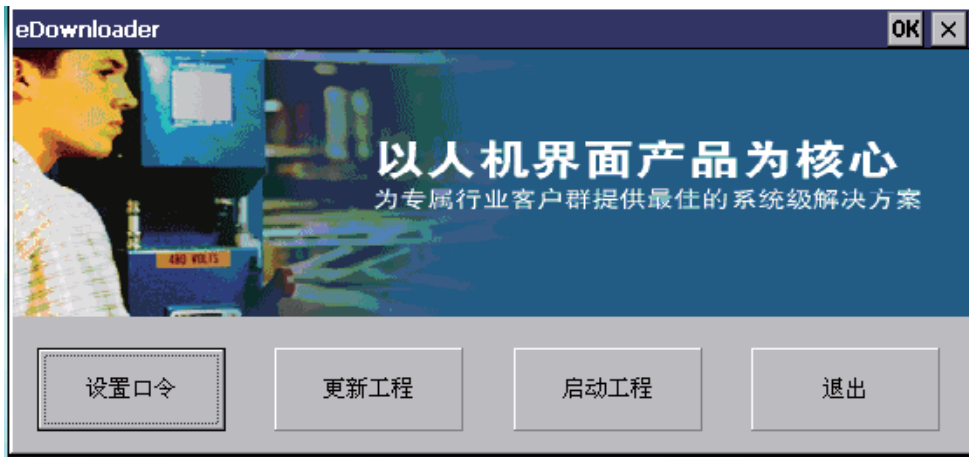 eDownloader
OK ×
以人机界面产品为核心
为专属行业客户群提供最佳的系统级解决方案
480 VOLTS
设置口令
更新工程
启动工程
退出